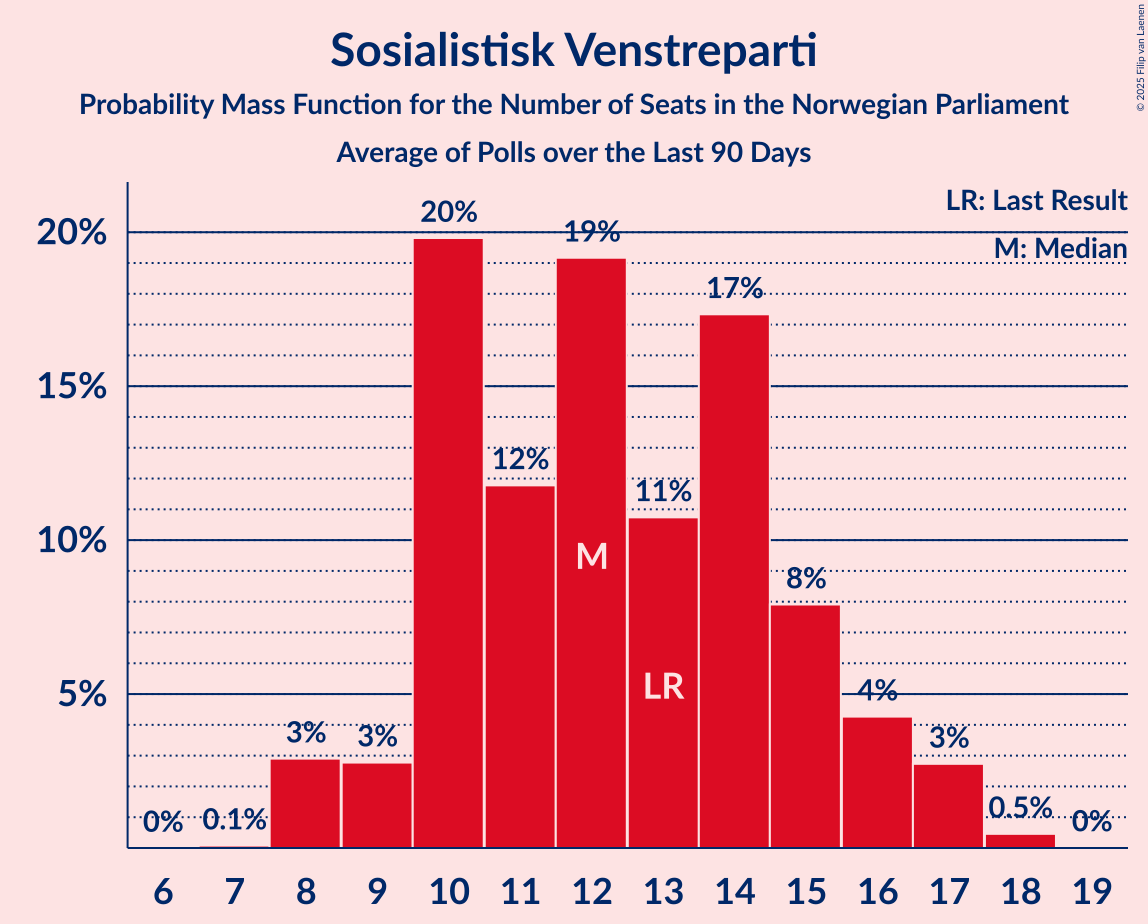 Sosialistisk Venstreparti
Probability Mass Function for the Number of Seats in the Norwegian Parliament
Average of Polls over the Last 90 Days
© 2025 Filip van Laenen
LR: Last Result
M: Median
20%
15%
10%
5%
0%
0.1%
3%
3%
20%
12%
19%
11%
17%
8%
4%
3%
0.5%
0%
M
LR
6 7 8 9 10 11 12 13 14 15 16 17 18 19